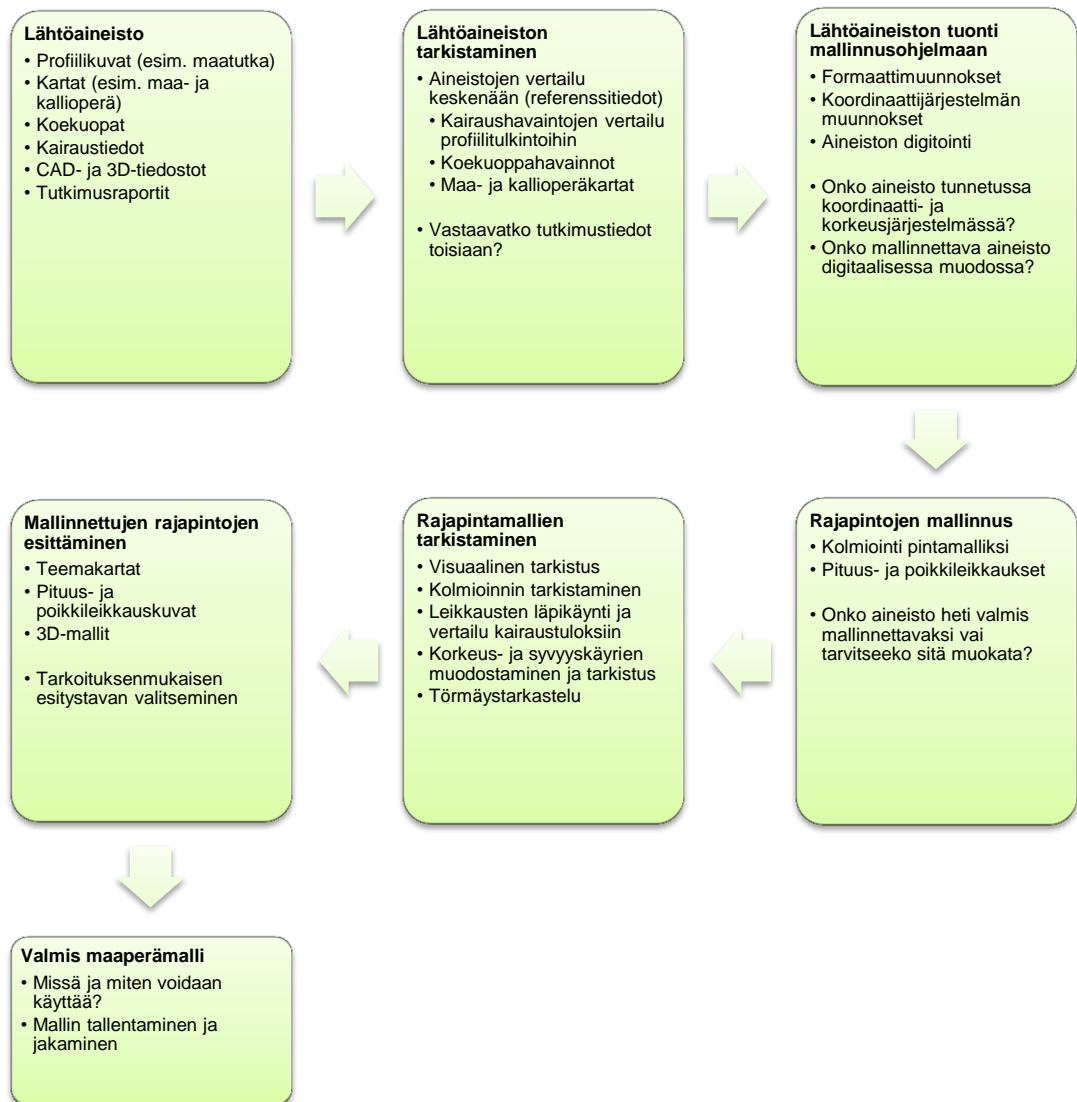 Lähtöaineisto
• Profiilikuvat (esim. maatutka)
• Kartat (esim. maa- ja
kallioperä)
• Koekuopat
• Kairaustiedot
• CAD- ja 3D-tiedostot
• Tutkimusraportit
Lähtöaineiston
tarkistaminen
• Aineistojen vertailu
keskenään (referenssitiedot)
• Kairaushavaintojen vertailu
profiilitulkintoihin
• Koekuoppahavainnot
• Maa- ja kallioperäkartat
• Vastaavatko tutkimustiedot
toisiaan?
Lähtöaineiston tuonti
mallinnusohjelmaan
• Formaattimuunnokset
• Koordinaattijärjestelmän
muunnokset
• Aineiston digitointi
• Onko aineisto tunnetussa
koordinaatti- ja
korkeusjärjestelmässä?
• Onko mallinnettava aineisto
digitaalisessa muodossa?
Rajapintojen mallinnus
• Kolmiointi pintamalliksi
• Pituus- ja poikkileikkaukset
• Onko aineisto heti valmis
mallinnettavaksi vai
tarvitseeko sitä muokata?
Rajapintamallien
tarkistaminen
• Visuaalinen tarkistus
• Kolmioinnin tarkistaminen
• Leikkausten läpikäynti ja
vertailu kairaustuloksiin
• Korkeus- ja syvyyskäyrien
muodostaminen ja tarkistus
• Törmäystarkastelu
Mallinnettujen rajapintojen
esittäminen
• Teemakartat
• Pituus- ja
poikkileikkauskuvat
• 3D-mallit
• Tarkoituksenmukaisen
esitystavan valitseminen
Valmis maaperämalli
• Missä ja miten voidaan
käyttää?
• Mallin tallentaminen ja
jakaminen